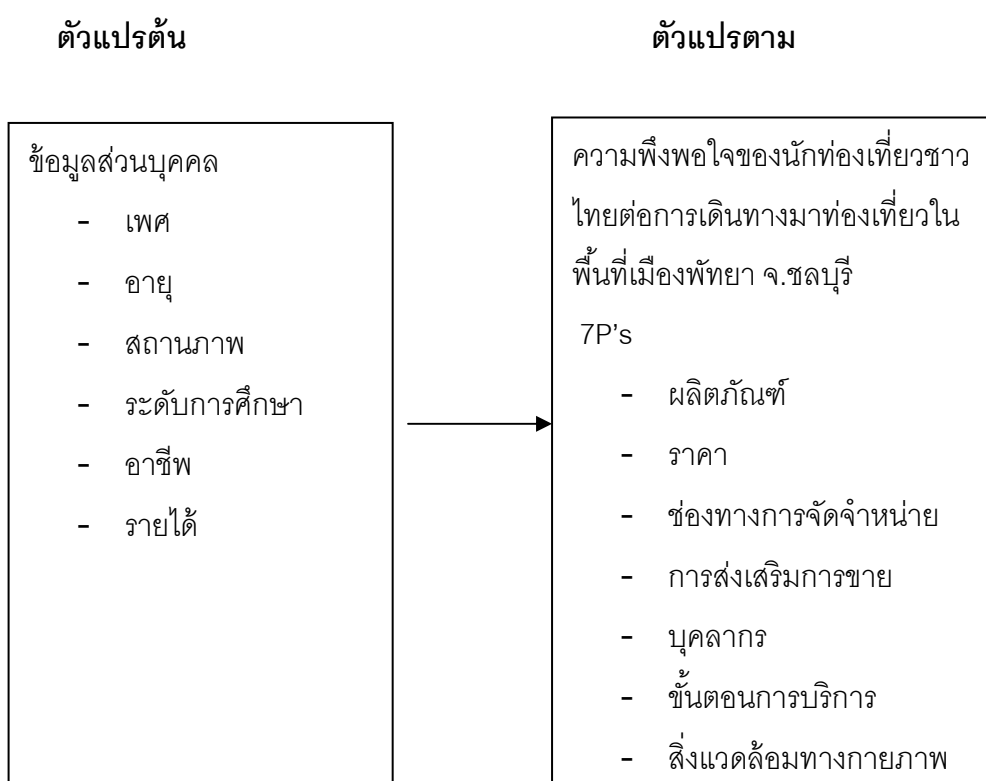 ตัวแปรต้น
ตัวแปรตาม
ข้อมูลส่วนบุคคล
- เพศ
- อายุ
- สถานภาพ
- ระดับการศึกษา
- อาชีพ
- รายได้
ความพึงพอใจของนักท่องเที่ยวชาว
ไทยต่อการเดินทางมาท่องเที่ยวใน
พื้นที่เมืองพัทยา จ.ชลบุรี
7P's
- ผลิตภัณฑ์
- ราคา
- ช่องทางการจัดจำหน่าย
- การส่งเสริมการขาย
- บุคลากร
- ขั้นตอนการบริการ
- สิ่งแวดล้อมทางกายภาพ